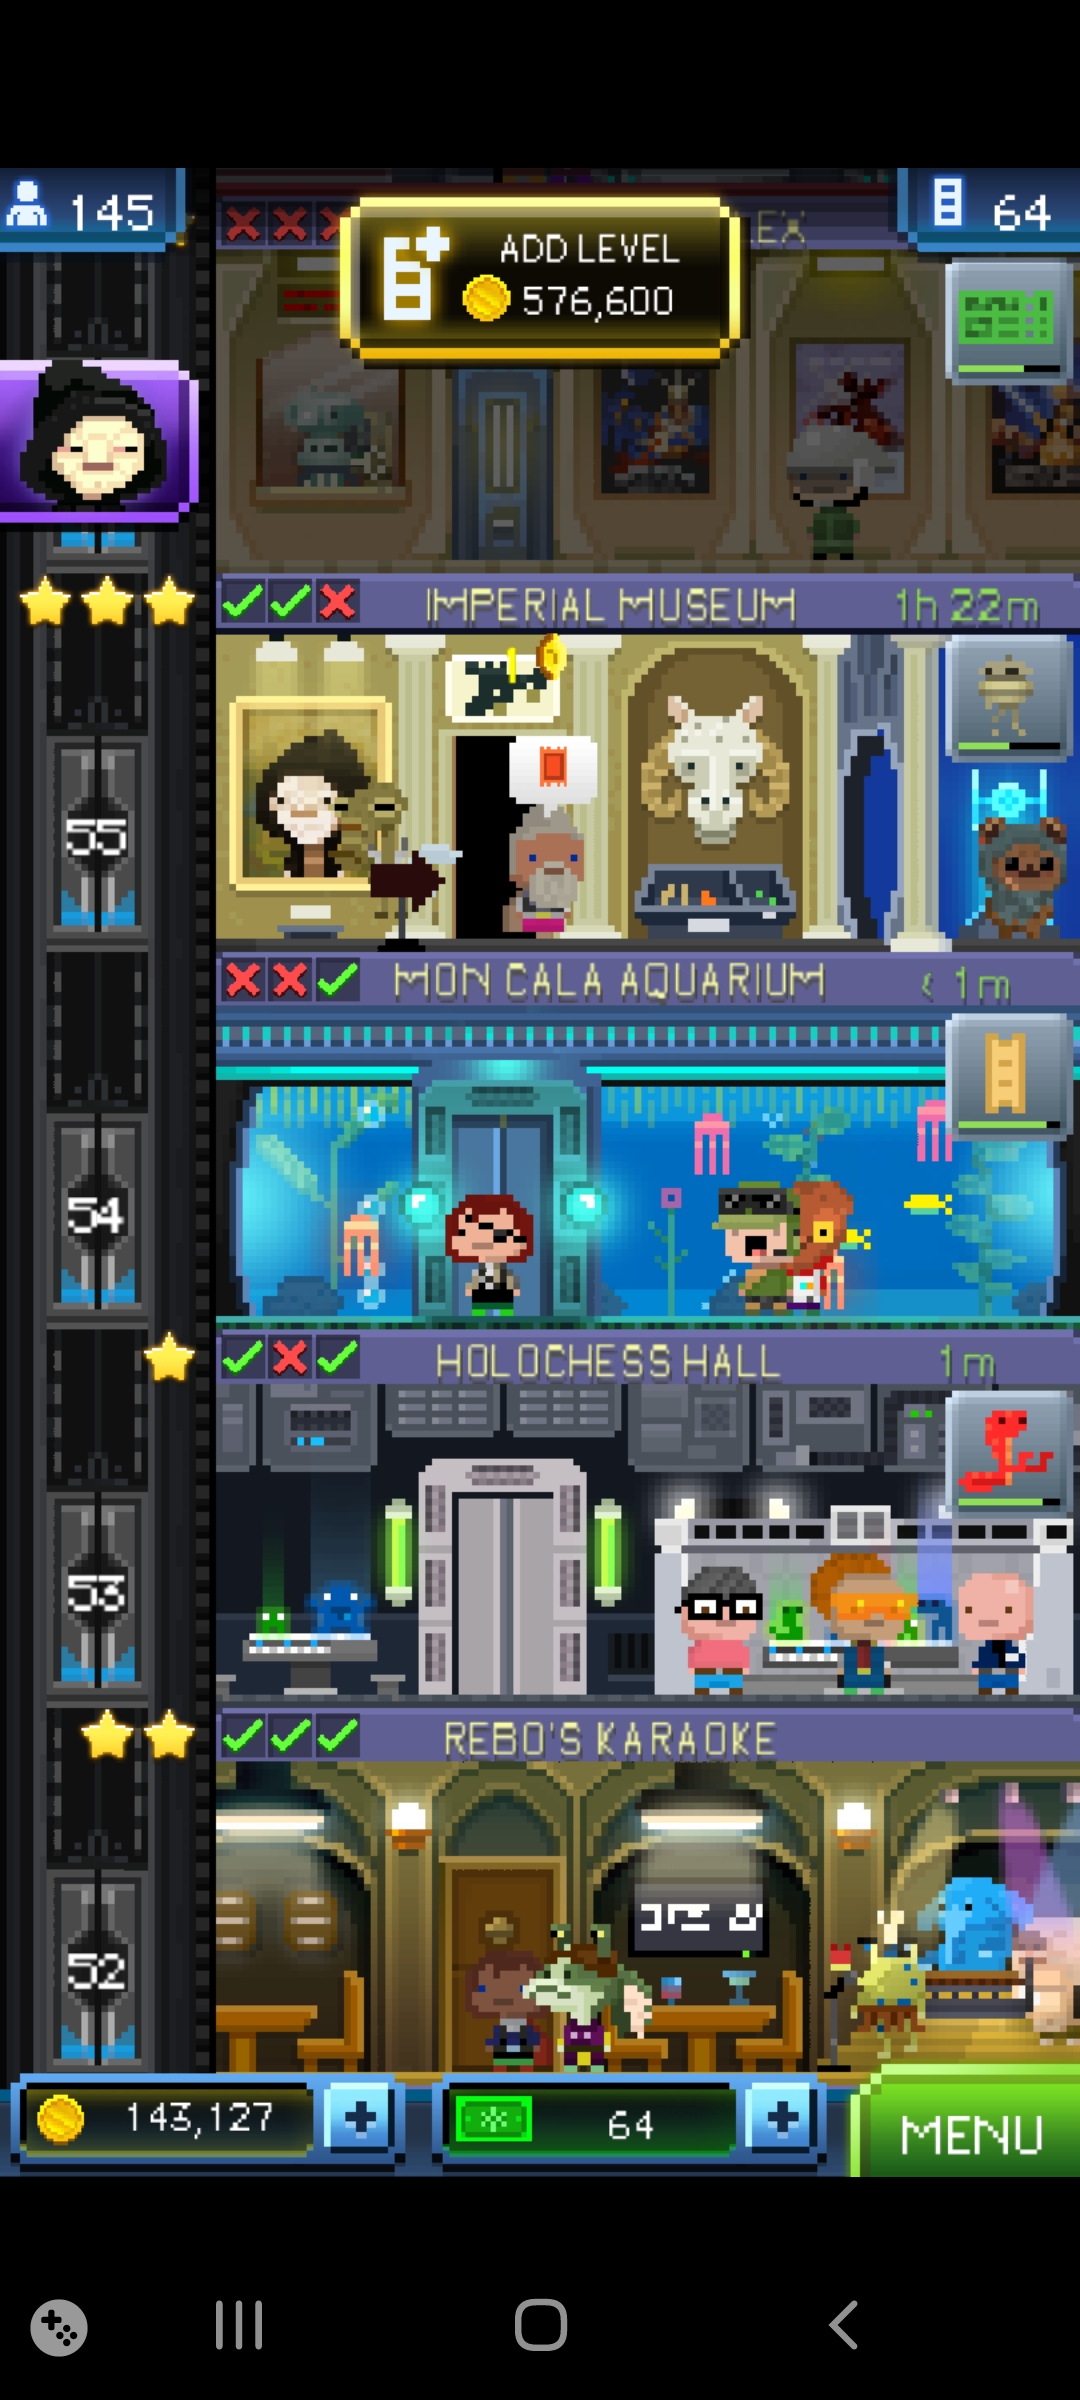 145
64
LEX
ADD LEVEL
576,600
IMPERIAL MUSEUM 1h 22m
55
MON CALA AQUARIUM < 1m
54
HOLOCHESS HALL 1m
53
REBO'S KARAOKE
52
143,127
64
MENU